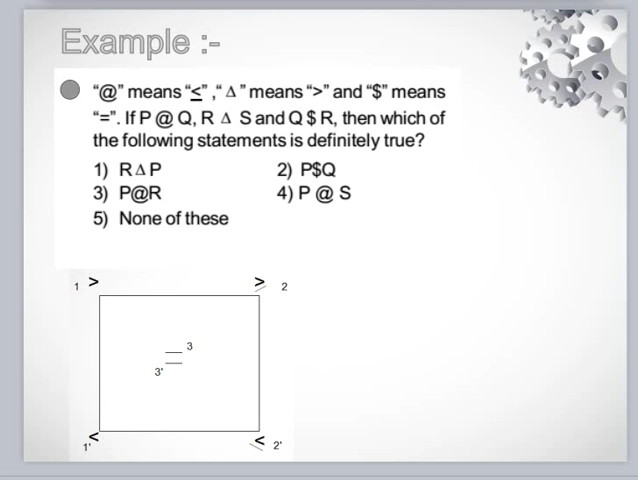 Example :-
"@" means "≤" ," Δ " means ">" and "$" means
"=". If P @ Q, R Δ S and Q $ R, then which of
the following statements is definitely true?
1) RΔP 2) P$Q
3) P@R 4) P @ S
5) None of these
1 > ≥ 2
= 3
3'
1' < ≤ 2'